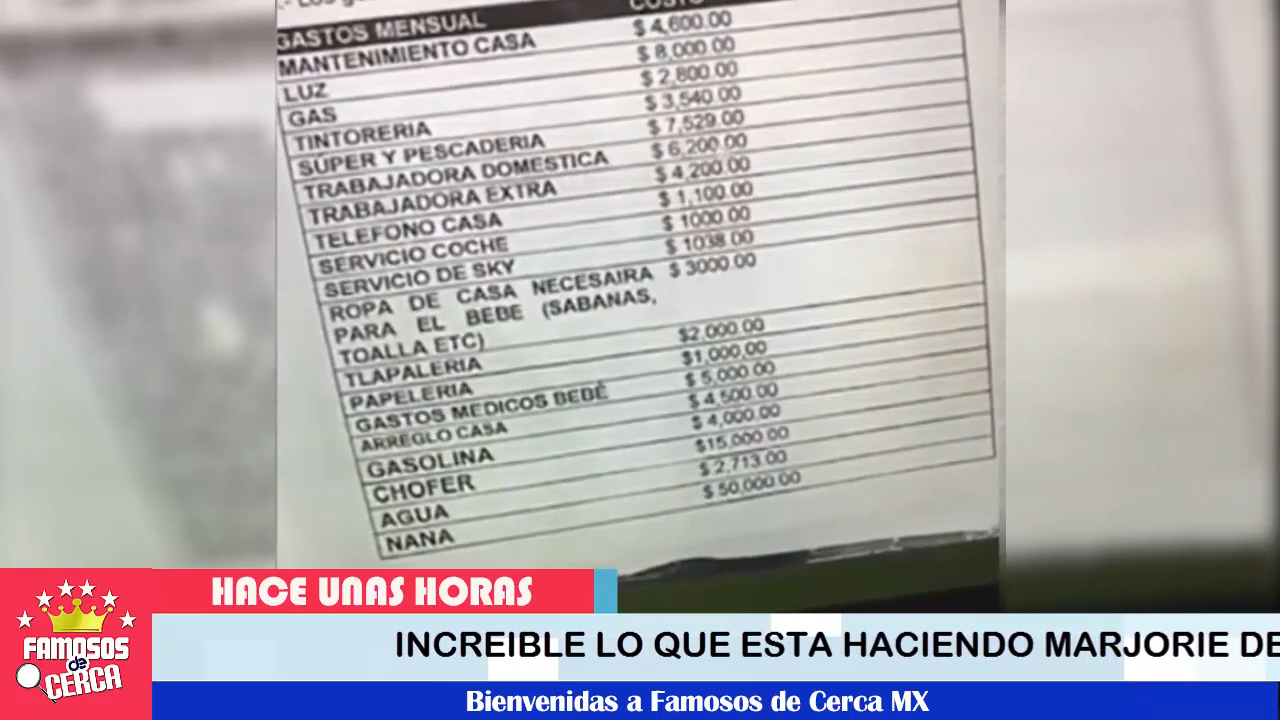 GASTOS MENSUAL COSTO
MANTENIMIENTO CASA $ 4,600.00
LUZ $ 8,000.00
GAS $ 2,800.00
TINTORERIA $ 3,540.00
SUPER Y PESCADERIA $ 7,529.00
TRABAJADORA DOMESTICA $ 6,200.00
TRABAJADORA EXTRA $ 4,200.00
TELEFONO CASA $ 1,100.00
SERVICIO COCHE $ 1000.00
SERVICIO DE SKY $ 1038.00
ROPA DE CASA NECESAIRA $ 3000.00
PARA EL BEBE (SABANAS,
TOALLA ETC)
TLAPALERIA $2,000.00
PAPELERIA $1,000.00
GASTOS MEDICOS BEBÉ $ 5,000.00
ARREGLO CASA $ 4,500.00
GASOLINA $ 4,000.00
CHOFER $15,000.00
AGUA $ 2,713.00
NANA $ 50,000.00
HACE UNAS HORAS
FAMOSOS
de
CERCA
INCREIBLE LO QUE ESTA HACIENDO MARJORIE DE
Bienvenidas a Famosos de Cerca MX